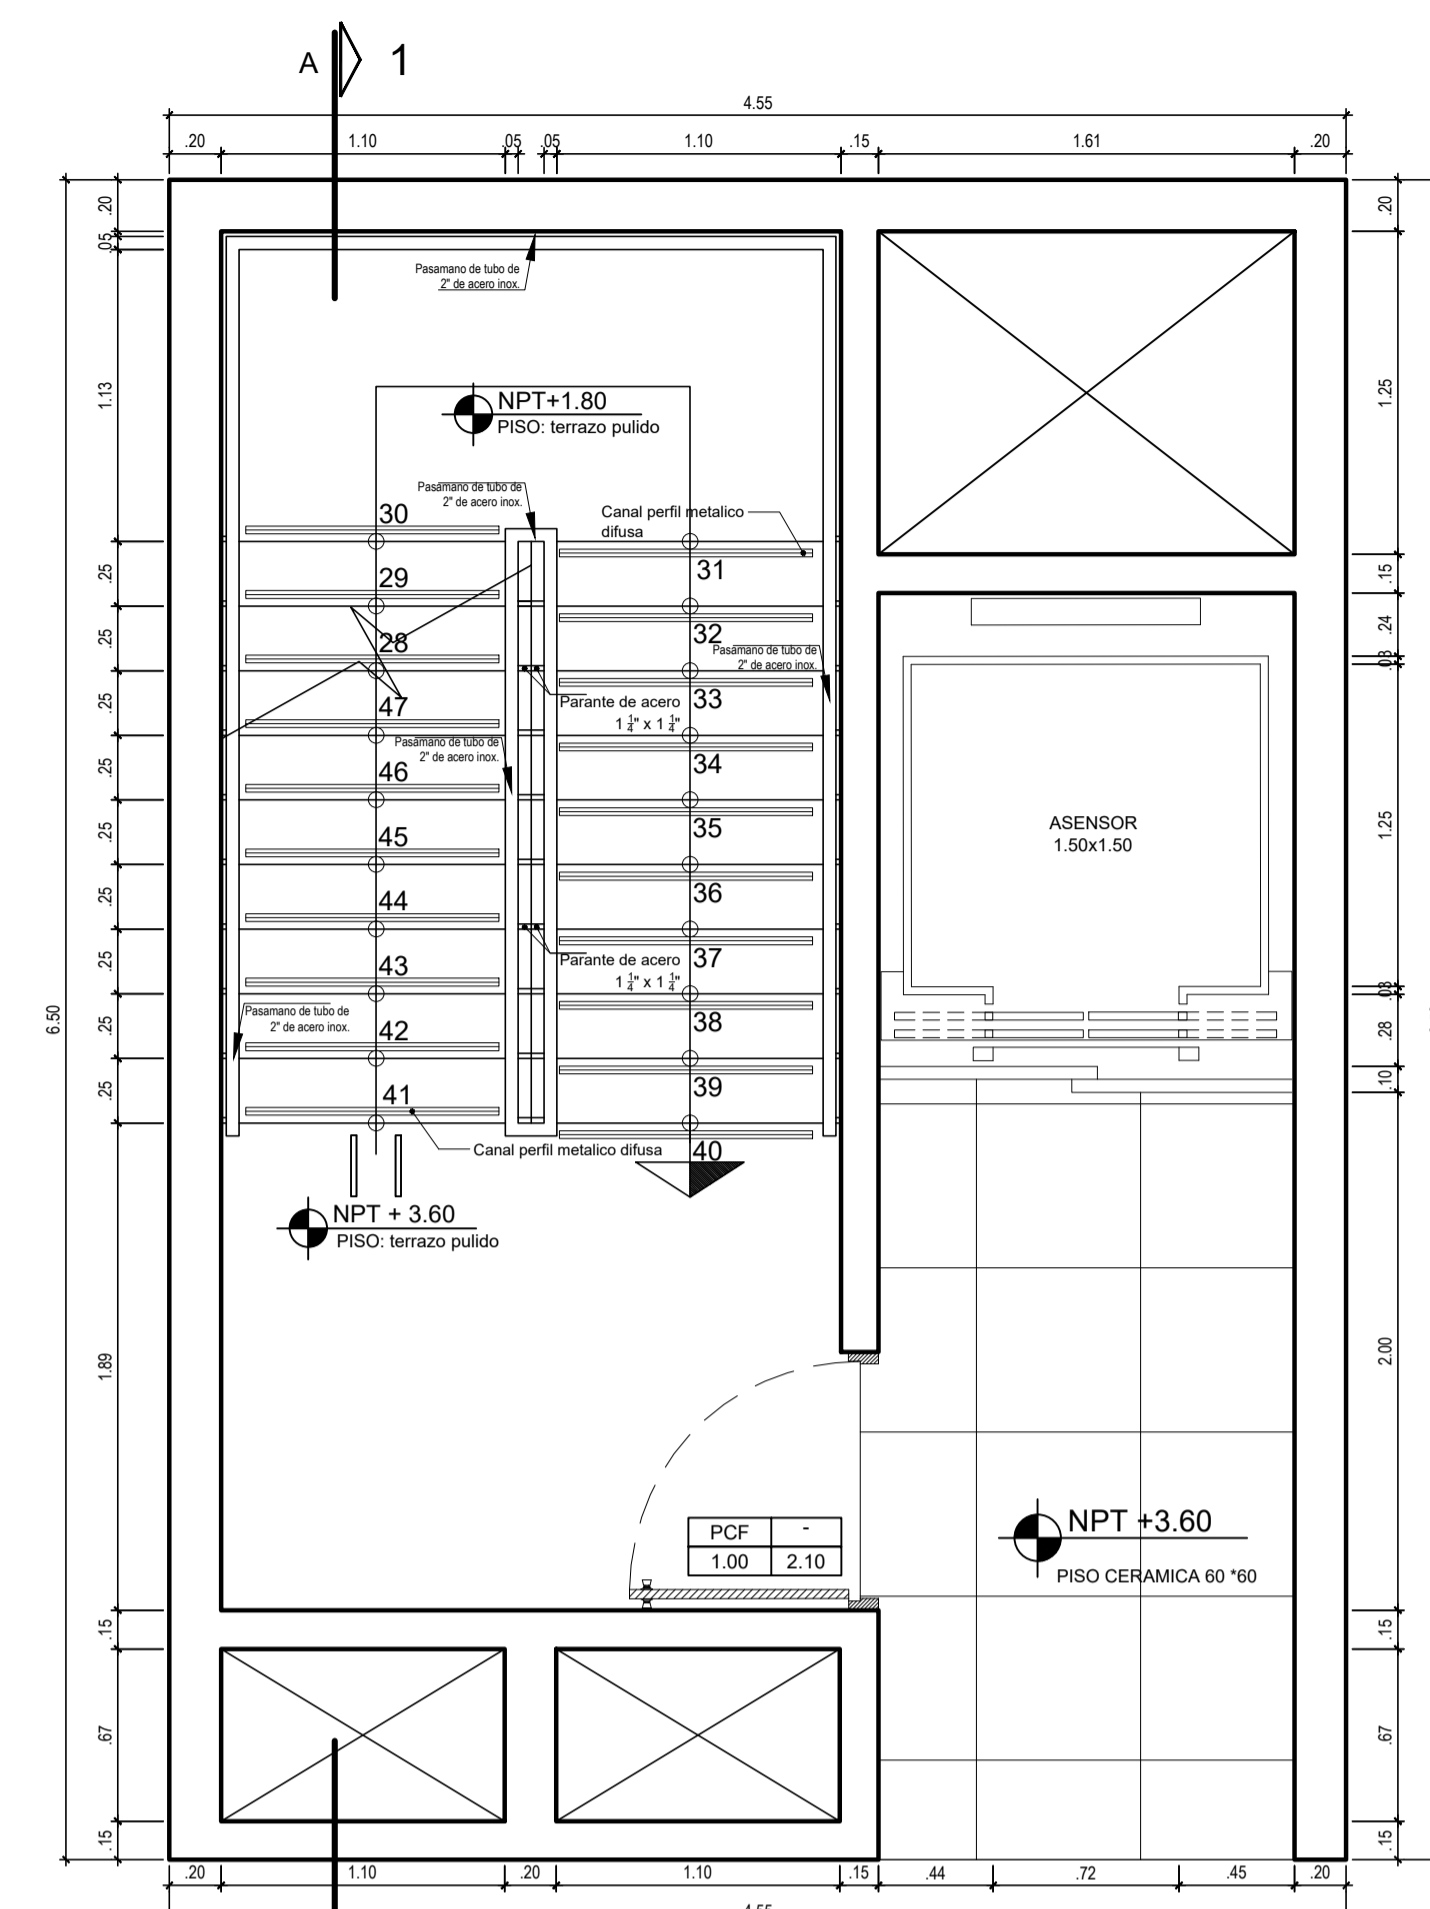 A 1
4.55
.20 1.10 .05 .05 1.10 .15 1.61 .20
.20
.05
1.13
.25
.25
.25
.25
.25
.25
.25
.25
.25
1.89
.15
.67
.15
6.50
Pasamano de tubo de
2" de acero inox.
NPT+1.80
PISO: terrazo pulido
Pasamano de tubo de
2" de acero inox.
Canal perfil metalico
difusa
30
29
28
47
46
45
44
43
42
41
31
32
33
34
35
36
37
38
39
40
Pasamano de tubo de
2" de acero inox.
Parante de acero
1 1/4" x 1 1/4"
Pasamano de tubo de
2" de acero inox.
Parante de acero
1 1/4" x 1 1/4"
Pasamano de tubo de
2" de acero inox.
Canal perfil metalico difusa
NPT + 3.60
PISO: terrazo pulido
ASENSOR
1.50x1.50
PCF -
1.00 2.10
NPT +3.60
PISO CERAMICA 60 *60
.20
1.25
.15
.24
.03
1.25
.03
.28
.10
2.00
.15
.67
.15
.20 1.10 .20 1.10 .15 .44 .72 .45 .20
4.55